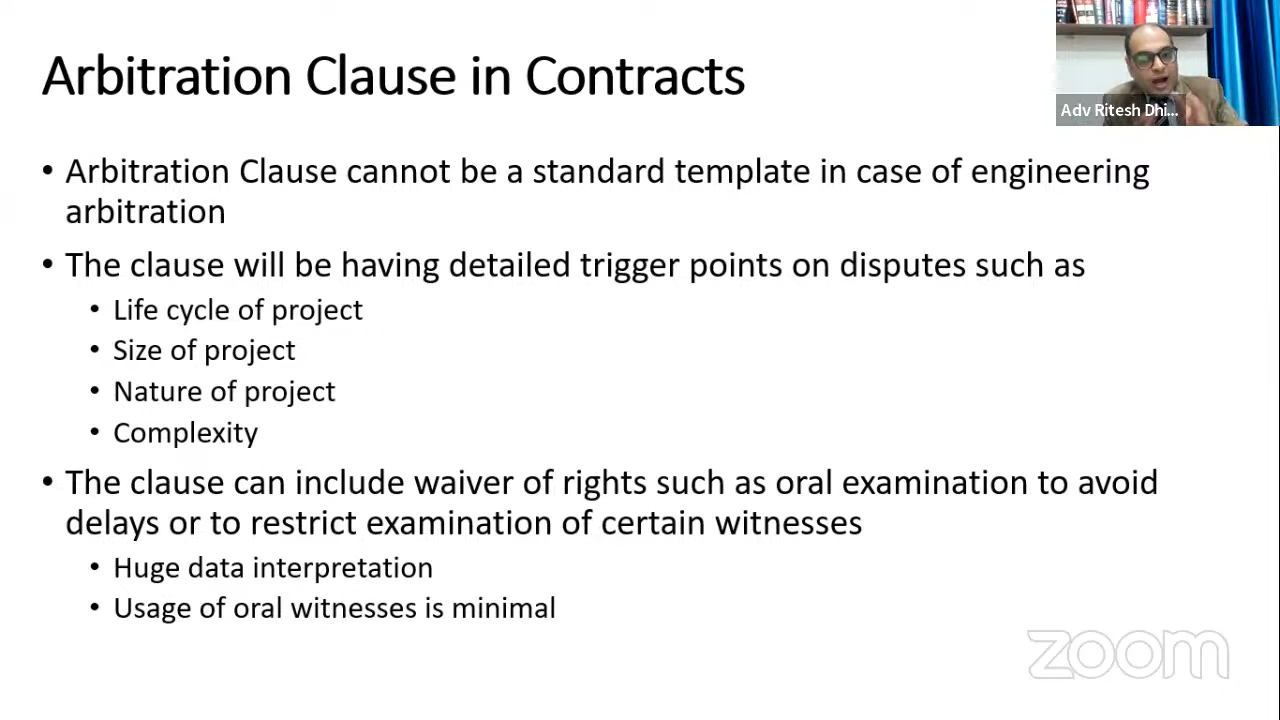 Arbitration Clause in Contracts
Adv Ritesh Dhi...
• Arbitration Clause cannot be a standard template in case of engineering
arbitration
• The clause will be having detailed trigger points on disputes such as
• Life cycle of project
• Size of project
• Nature of project
• Complexity
• The clause can include waiver of rights such as oral examination to avoid
delays or to restrict examination of certain witnesses
• Huge data interpretation
• Usage of oral witnesses is minimal
zoom